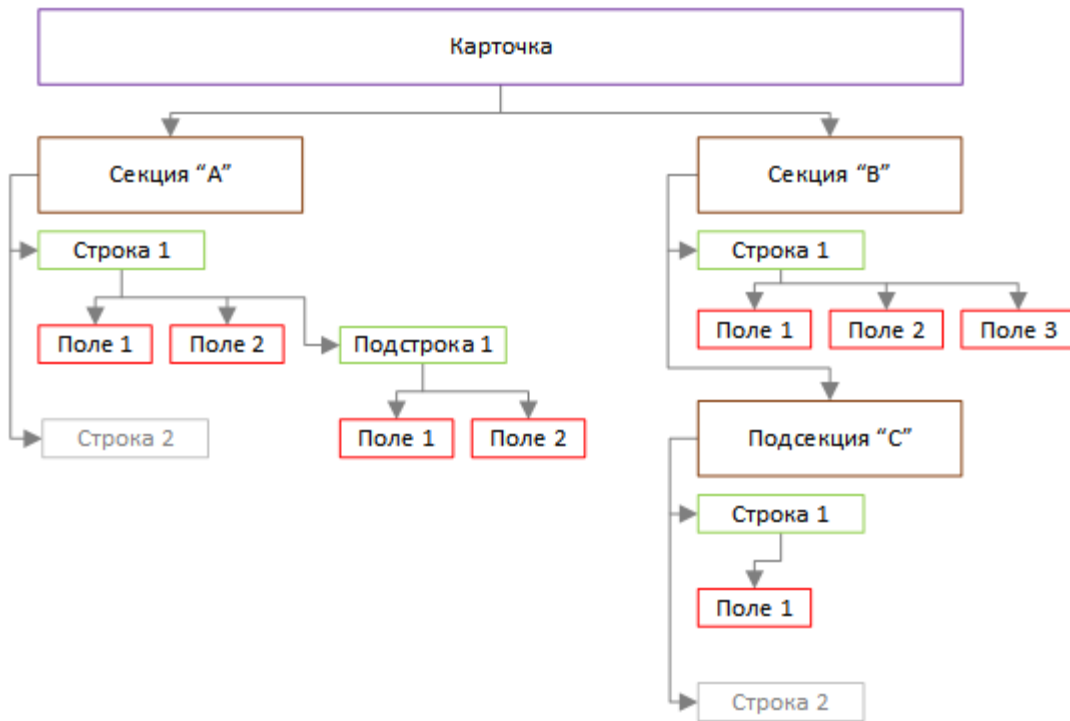 Карточка
Секция “A”
Секция “B”
Строка 1
Строка 1
Поле 1
Поле 2
Подстрока 1
Поле 1
Поле 2
Поле 3
Строка 2
Поле 1
Поле 2
Подсекция “C”
Строка 1
Поле 1
Строка 2